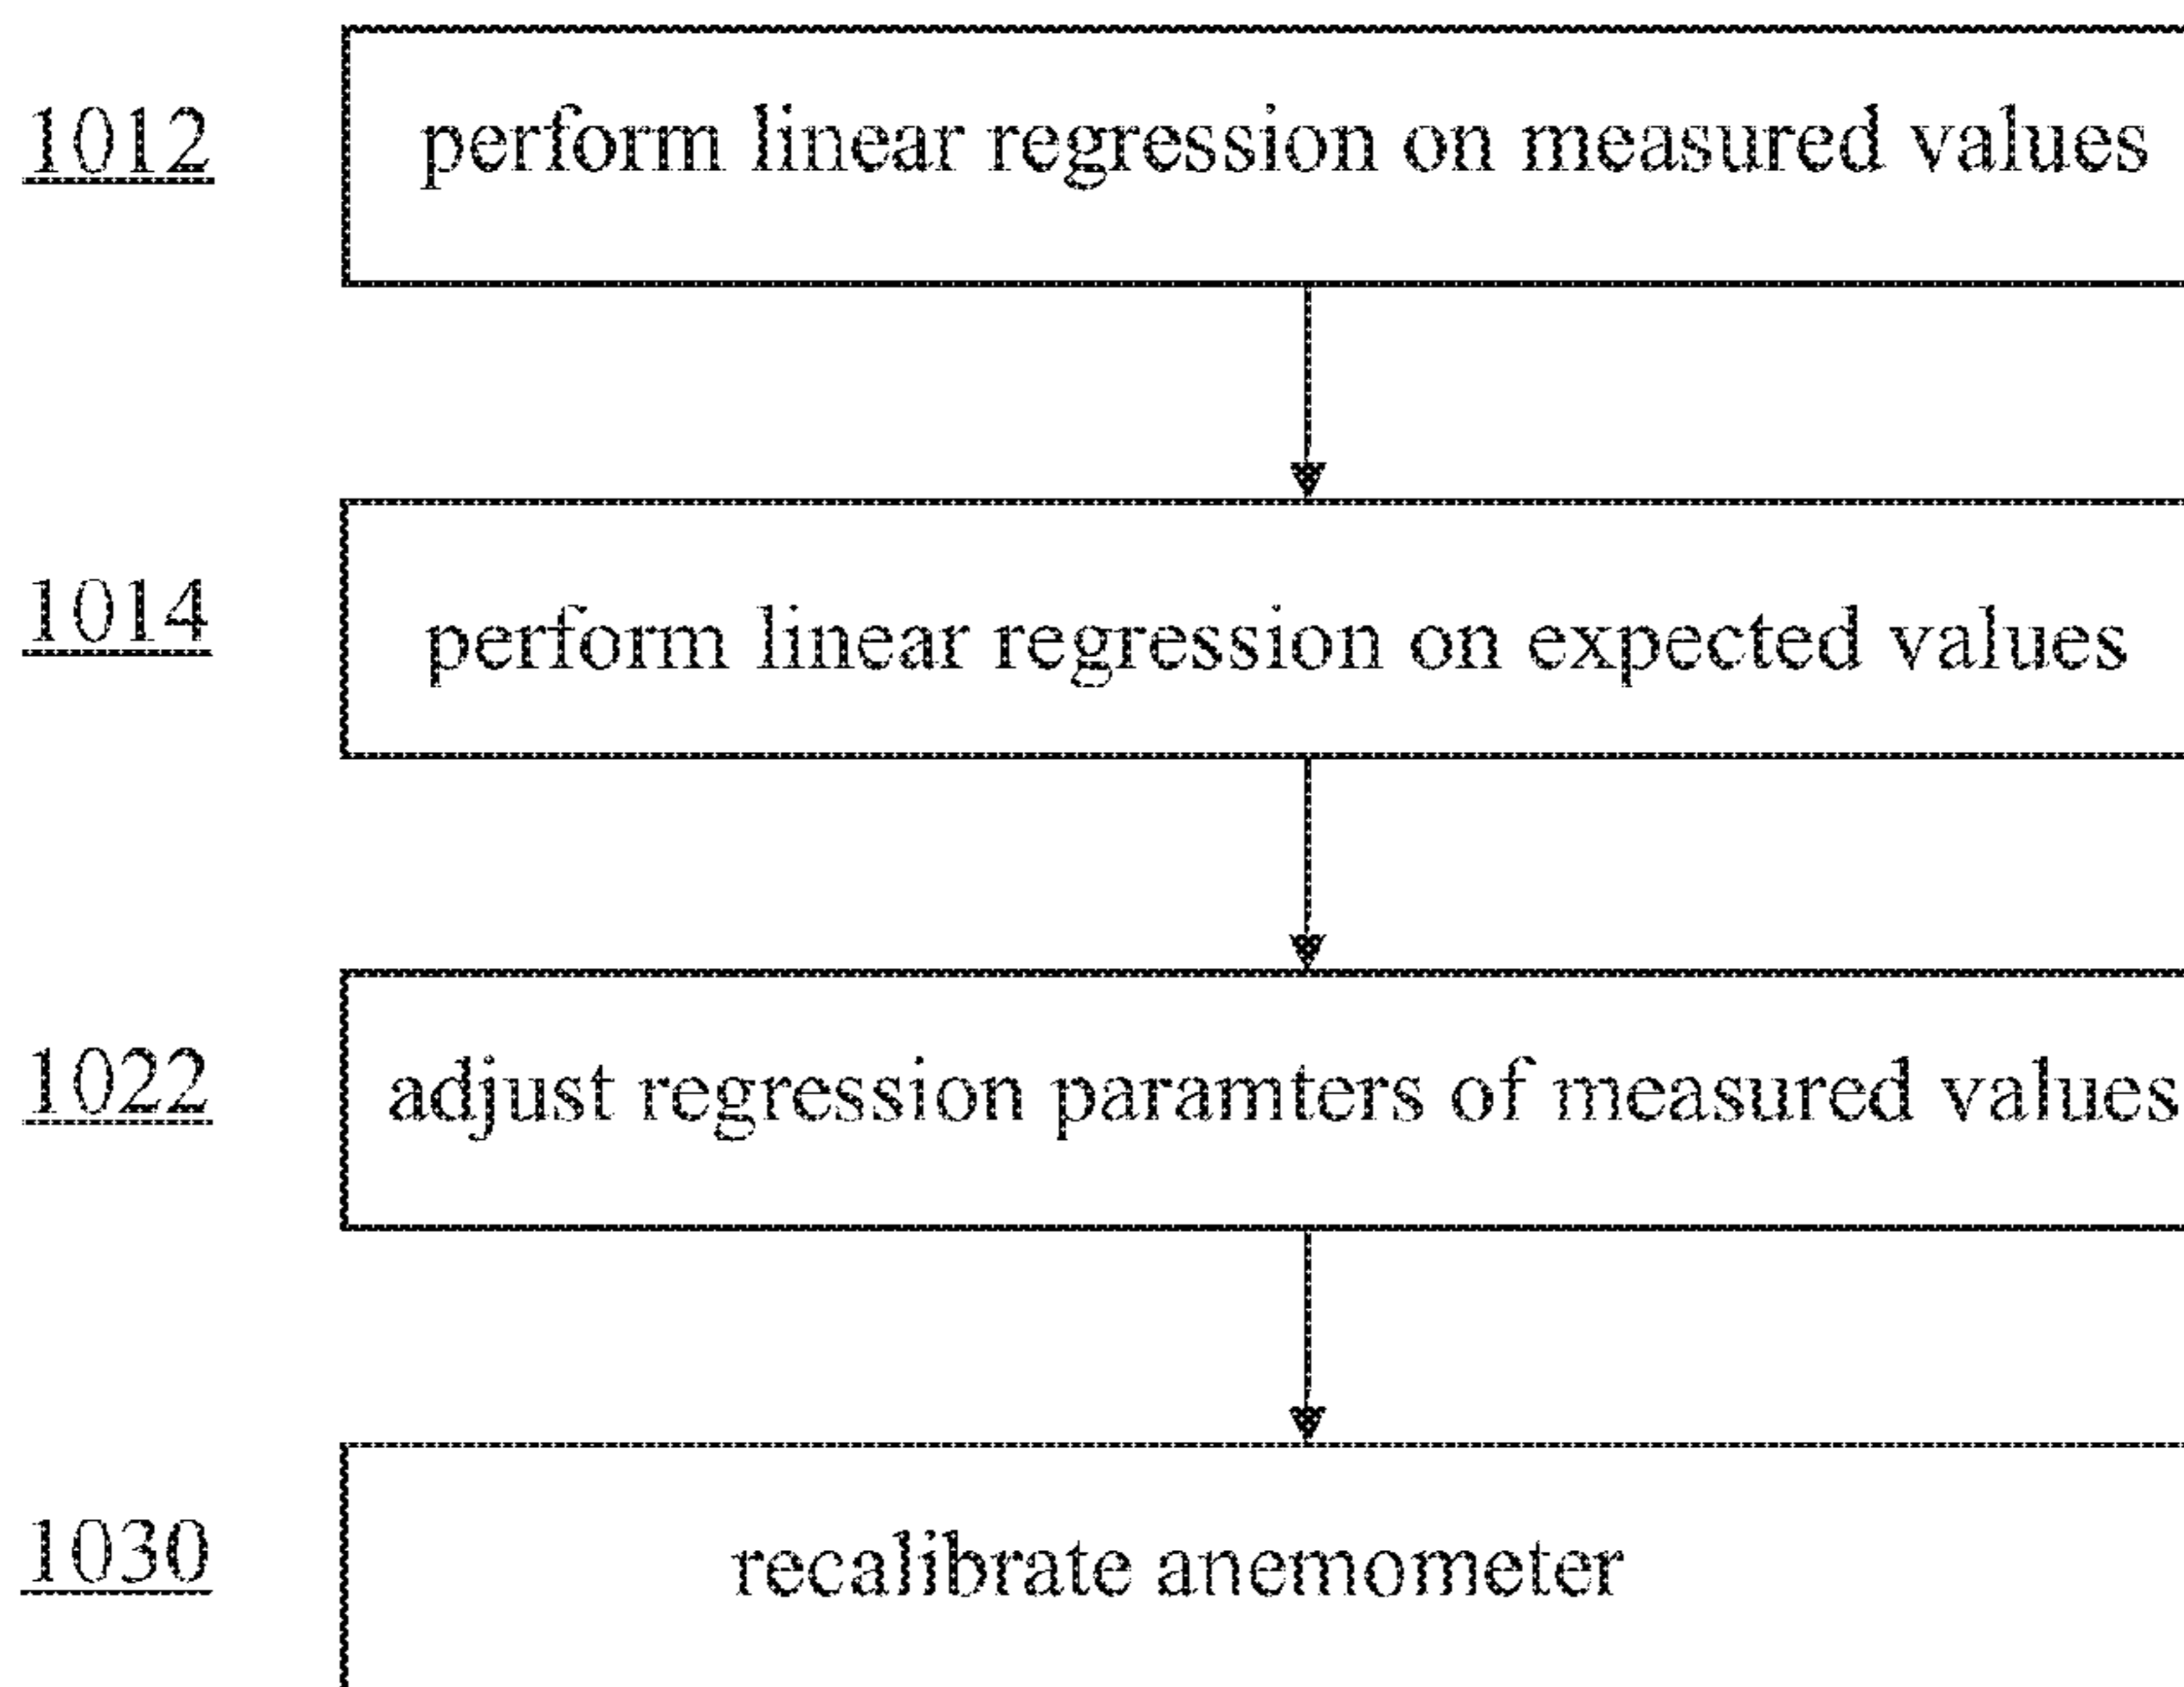 1012 perform linear regression on measured values
1014 perform linear regression on expected values
1022 adjust regression paramters of measured values
1030 recalibrate anemometer